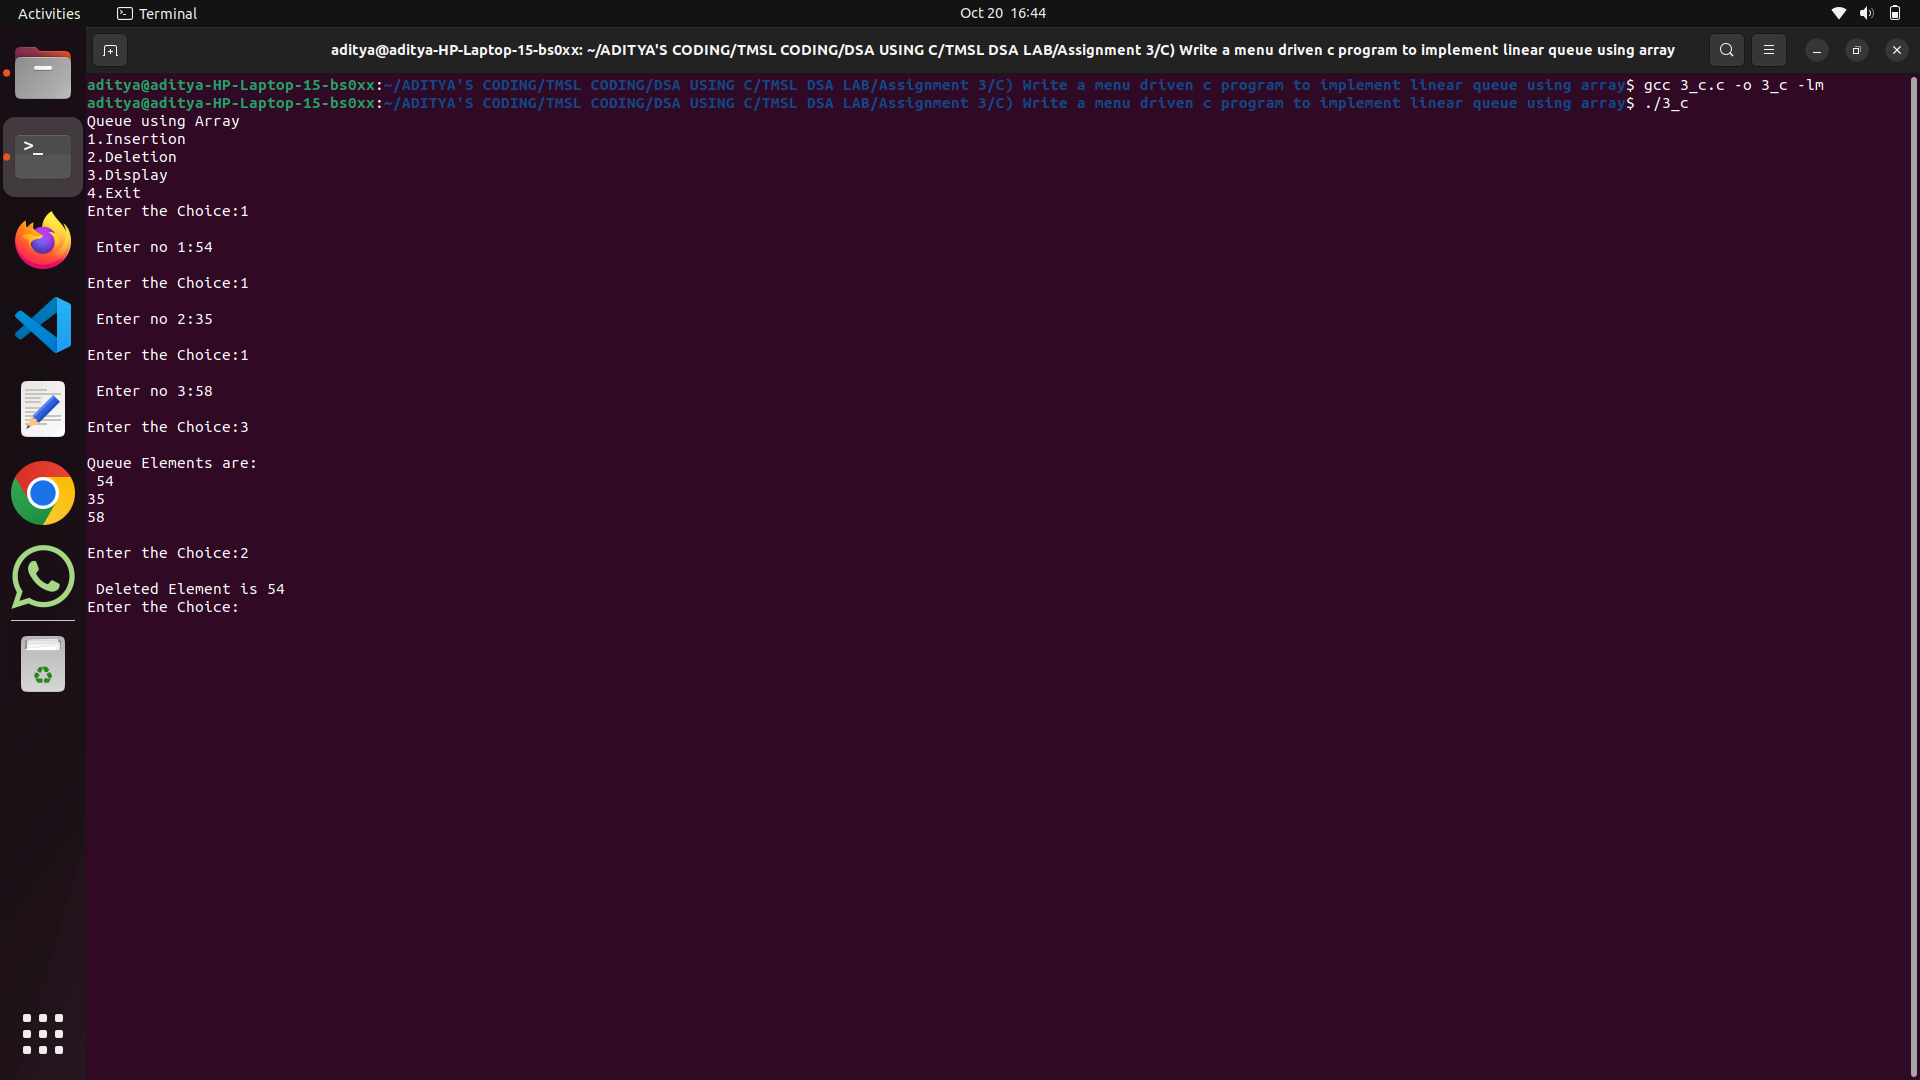 Activities
Terminal
Oct 20 16:44
aditya@aditya-HP-Laptop-15-bs0xx: ~/ADITYA'S CODING/TMSL CODING/DSA USING C/TMSL DSA LAB/Assignment 3/C) Write a menu driven c program to implement linear queue using array
aditya@aditya-HP-Laptop-15-bs0xx:~/ADITYA'S CODING/TMSL CODING/DSA USING C/TMSL DSA LAB/Assignment 3/C) Write a menu driven c program to implement linear queue using array$ gcc 3_c.c -o 3_c -lm
aditya@aditya-HP-Laptop-15-bs0xx:~/ADITYA'S CODING/TMSL CODING/DSA USING C/TMSL DSA LAB/Assignment 3/C) Write a menu driven c program to implement linear queue using array$ ./3_c
Queue using Array
1.Insertion
2.Deletion
3.Display
4.Exit
Enter the Choice:1
Enter no 1:54
Enter the Choice:1
Enter no 2:35
Enter the Choice:1
Enter no 3:58
Enter the Choice:3
Queue Elements are:
54
35
58
Enter the Choice:2
Deleted Element is 54
Enter the Choice: